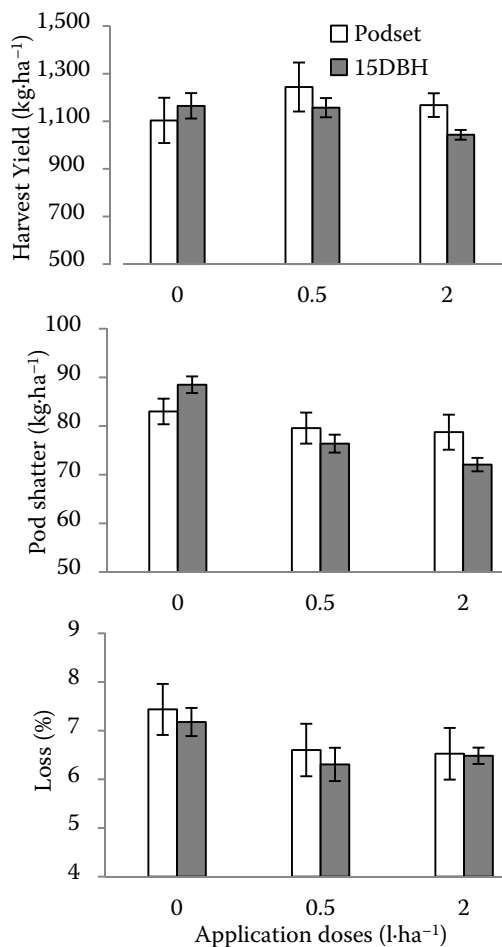 Harvest Yield (kg·ha⁻¹)
1,500
1,300
1,100
900
700
500
Podset
15DBH
0 0.5 2
Pod shatter (kg·ha⁻¹)
100
90
80
70
60
50
0 0.5 2
Loss (%)
9
8
7
6
5
4
0 0.5 2
Application doses (l·ha⁻¹)